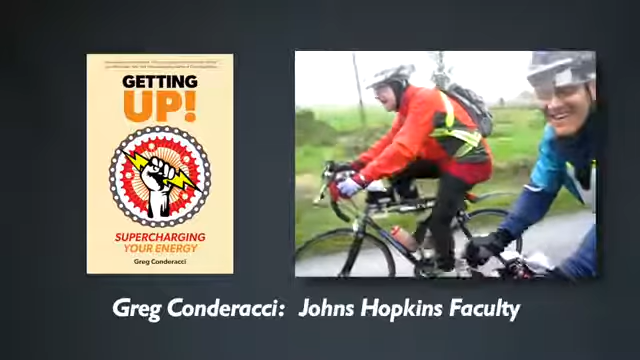 GETTING
UP!
SUPERCHARGING
YOUR ENERGY
Greg Conderacci
Greg Conderacci: Johns Hopkins Faculty